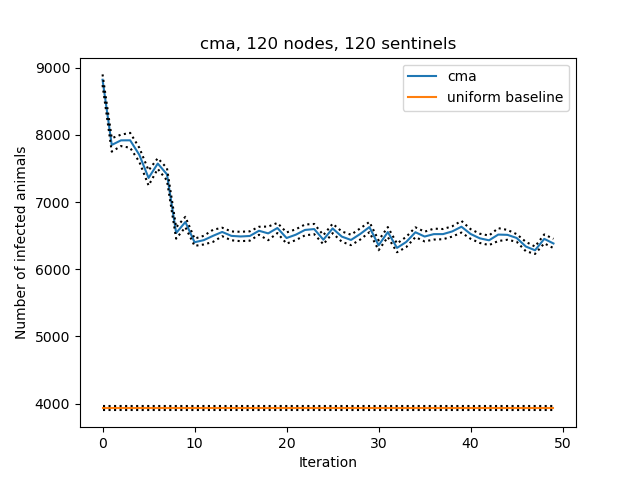 cma, 120 nodes, 120 sentinels
cma
uniform baseline
9000
8000
7000
6000
5000
4000
Number of infected animals
0 10 20 30 40 50
Iteration